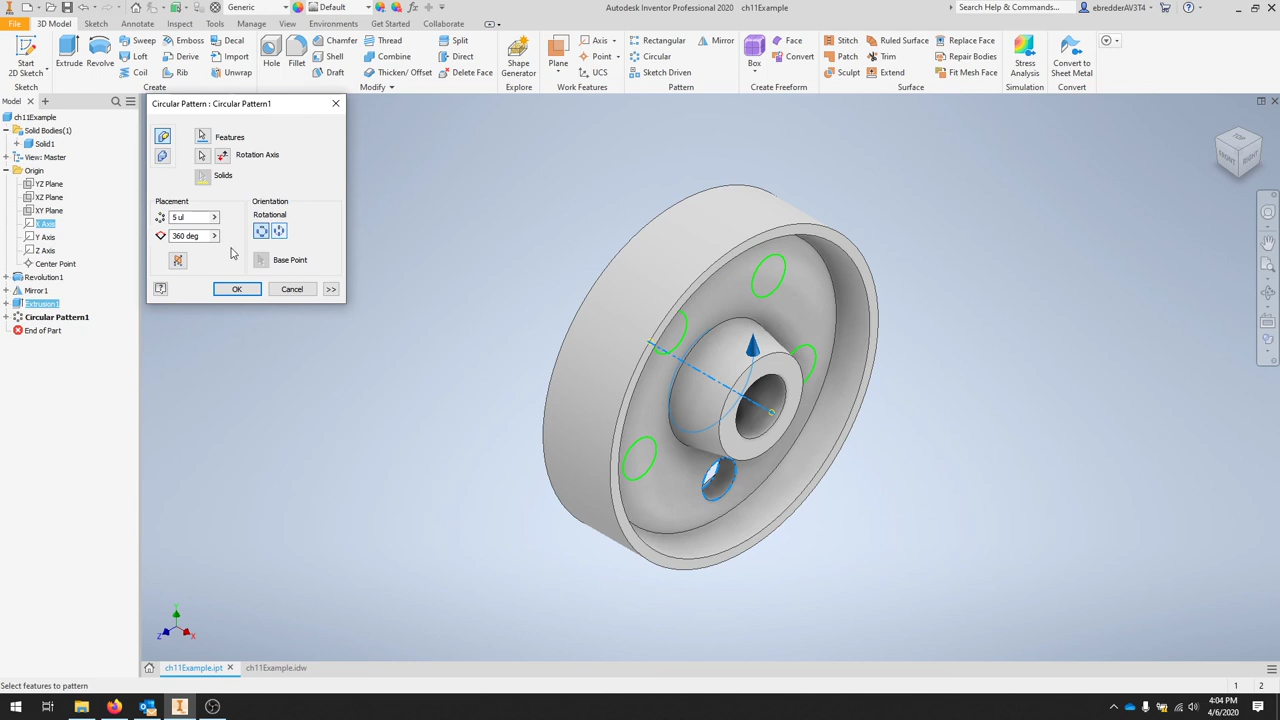 Generic
Default
Autodesk Inventor Professional 2020 ch11Example
Search Help & Commands...
ebredderAV3T4
File 3D Model Sketch Annotate Inspect Tools Manage View Environments Get Started Collaborate
Start
2D Sketch
Sketch
Extrude
Revolve
Sweep Emboss Decal
Loft Derive Import
Coil Rib Unwrap
Create
Hole
Fillet
Chamfer Thread Split
Shell Combine Direct
Draft Thicken/ Offset Delete Face
Modify
Shape
Generator
Explore
Plane
Axis
Point
UCS
Work Features
Rectangular Mirror
Circular
Sketch Driven
Pattern
Box
Face
Convert
Create Freeform
Stitch Ruled Surface Replace Face
Patch Trim Repair Bodies
Sculpt Extend Fit Mesh Face
Surface
Stress
Analysis
Simulation
Convert to
Sheet Metal
Convert
Model
ch11Example
Solid Bodies(1)
Solid1
View: Master
Origin
YZ Plane
XZ Plane
XY Plane
X Axis
Y Axis
Z Axis
Center Point
Revolution1
Mirror1
Extrusion1
Circular Pattern1
End of Part
Circular Pattern : Circular Pattern1
Features
Rotation Axis
Solids
Placement
5 ul
360 deg
Orientation
Rotational
Base Point
OK
Cancel
>>
TOP
FRONT
RIGHT
Y
Z
X
ch11Example.ipt
ch11Example.idw
Select features to pattern
1
2
4:04 PM
4/6/2020